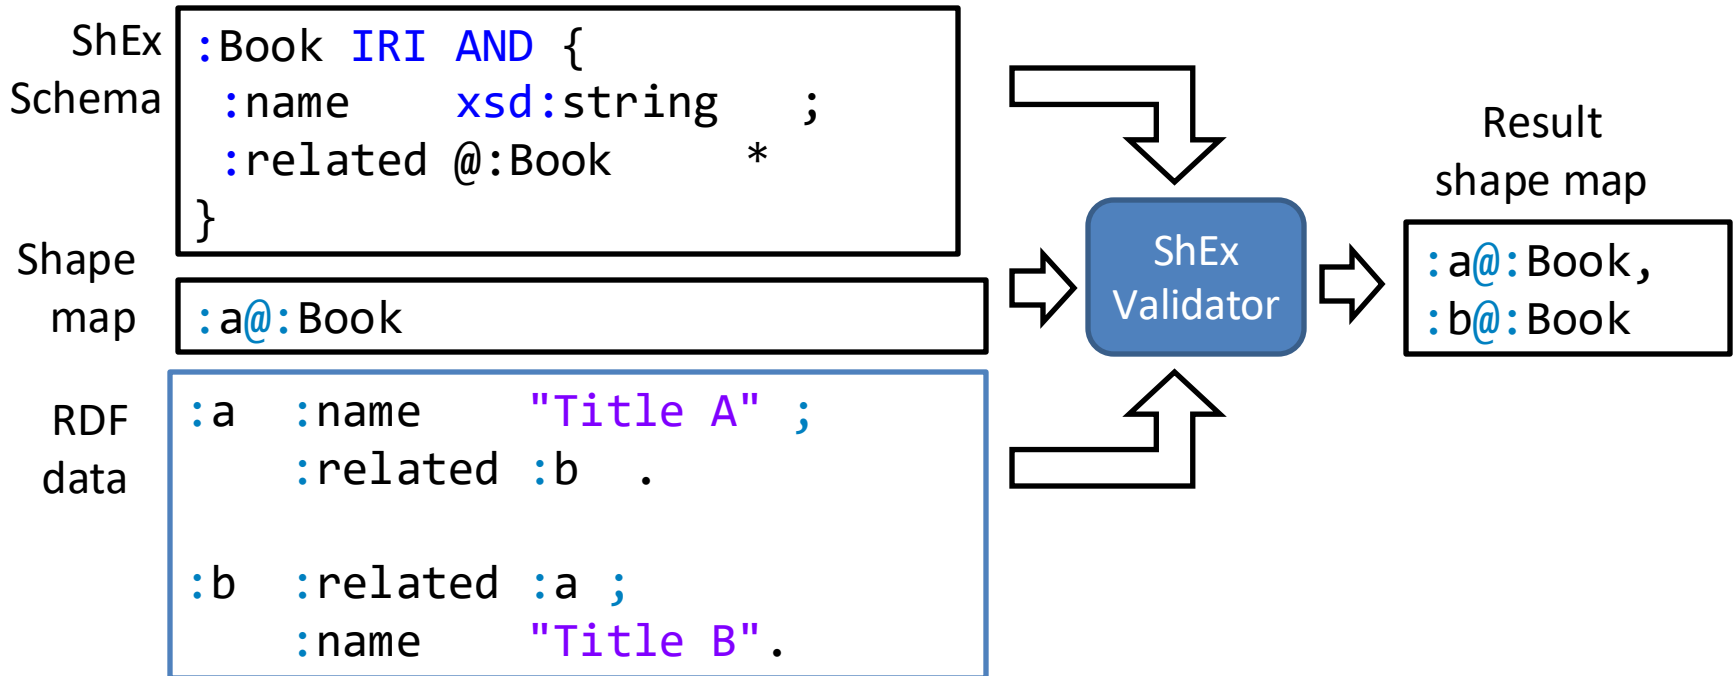 ShEx
Schema
:Book IRI AND {
 :name    xsd:string   ;
 :related @:Book     *
}
Shape
map
:a@:Book
RDF
data
:a  :name    "Title A" ;
    :related :b  .
:b  :related :a ;
    :name    "Title B".
ShEx
Validator
Result
shape map
:a@:Book,
:b@:Book